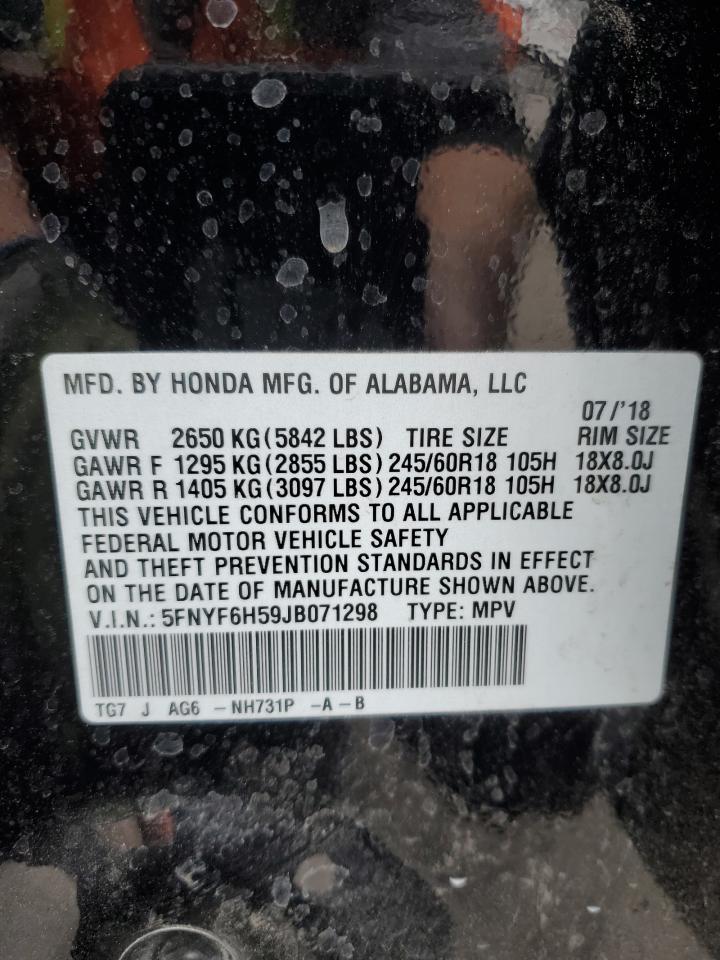 MFD. BY HONDA MFG. OF ALABAMA, LLC
07/'18
GVWR 2650 KG (5842 LBS) TIRE SIZE RIM SIZE
GAWR F 1295 KG (2855 LBS) 245/60R18 105H 18X8.0J
GAWR R 1405 KG (3097 LBS) 245/60R18 105H 18X8.0J
THIS VEHICLE CONFORMS TO ALL APPLICABLE
FEDERAL MOTOR VEHICLE SAFETY
AND THEFT PREVENTION STANDARDS IN EFFECT
ON THE DATE OF MANUFACTURE SHOWN ABOVE.
V.I.N.: 5FNYF6H59JB071298 TYPE: MPV
TG7 J AG6 -NH731P -A -B